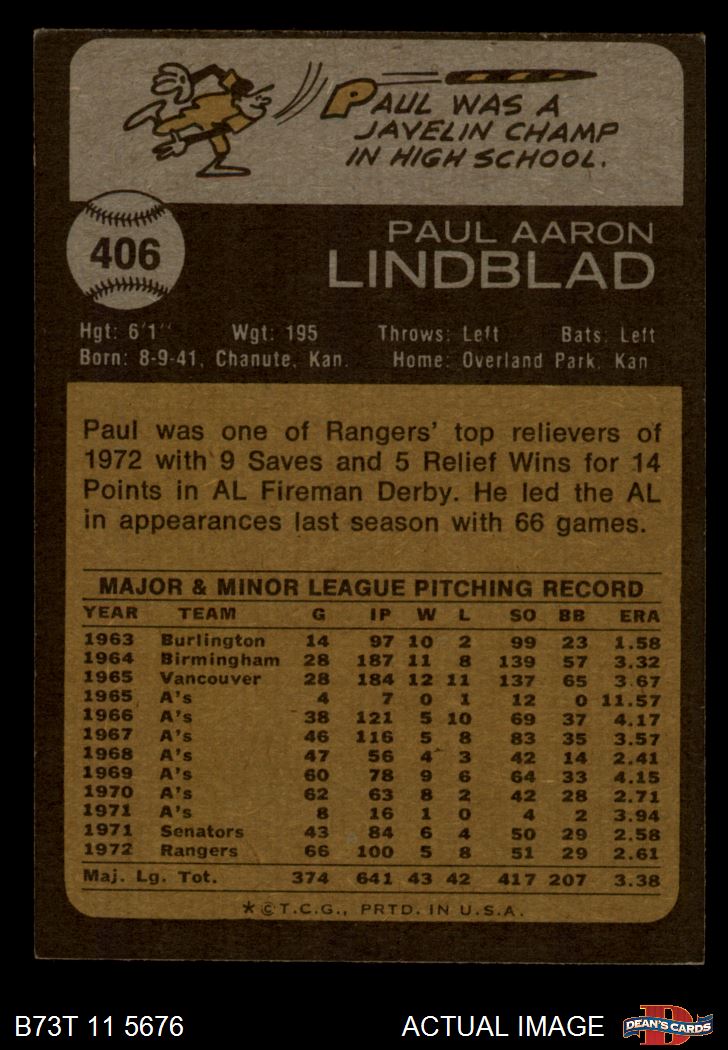 PAUL WAS A
JAVELIN CHAMP
IN HIGH SCHOOL.
406
PAUL AARON
LINDBLAD
Hgt: 6'1" Wgt: 195 Throws: Left Bats: Left
Born: 8-9-41, Chanute, Kan. Home: Overland Park, Kan
Paul was one of Rangers' top relievers of
1972 with 9 Saves and 5 Relief Wins for 14
Points in AL Fireman Derby. He led the AL
in appearances last season with 66 games.
MAJOR & MINOR LEAGUE PITCHING RECORD
YEAR TEAM G IP W L SO BB ERA
1963 Burlington 14 97 10 2 99 23 1.58
1964 Birmingham 28 187 11 8 139 57 3.32
1965 Vancouver 28 184 12 11 137 65 3.67
1965 A's 4 7 0 1 12 0 11.57
1966 A's 38 121 5 10 69 37 4.17
1967 A's 46 116 5 8 83 35 3.57
1968 A's 47 56 4 3 42 14 2.41
1969 A's 60 78 9 6 64 33 4.15
1970 A's 62 63 8 2 42 28 2.71
1971 A's 8 16 1 0 4 2 3.94
1971 Senators 43 84 6 4 50 29 2.58
1972 Rangers 66 100 5 8 51 29 2.61
Maj. Lg. Tot. 374 641 43 42 417 207 3.38
*©T.C.G., PRTD. IN U.S.A.
B73T 11 5676 ACTUAL IMAGE
D
DEAN'S CARDS